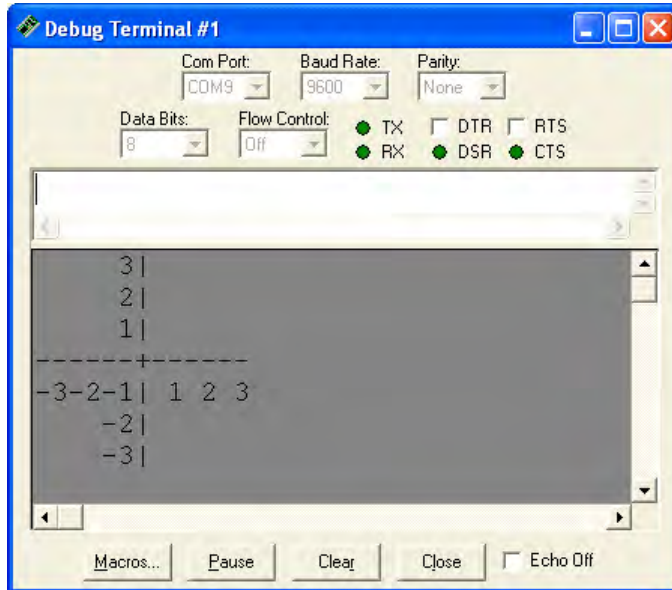 Debug Terminal #1
Com Port: Baud Rate: Parity:
COM9 9600 None
Data Bits: Flow Control: TX DTR RTS
8 Off RX DSR CTS
3|
2|
1|
------+------
-3-2-1| 1 2 3
-2|
-3|
Macros... Pause Clear Close Echo Off